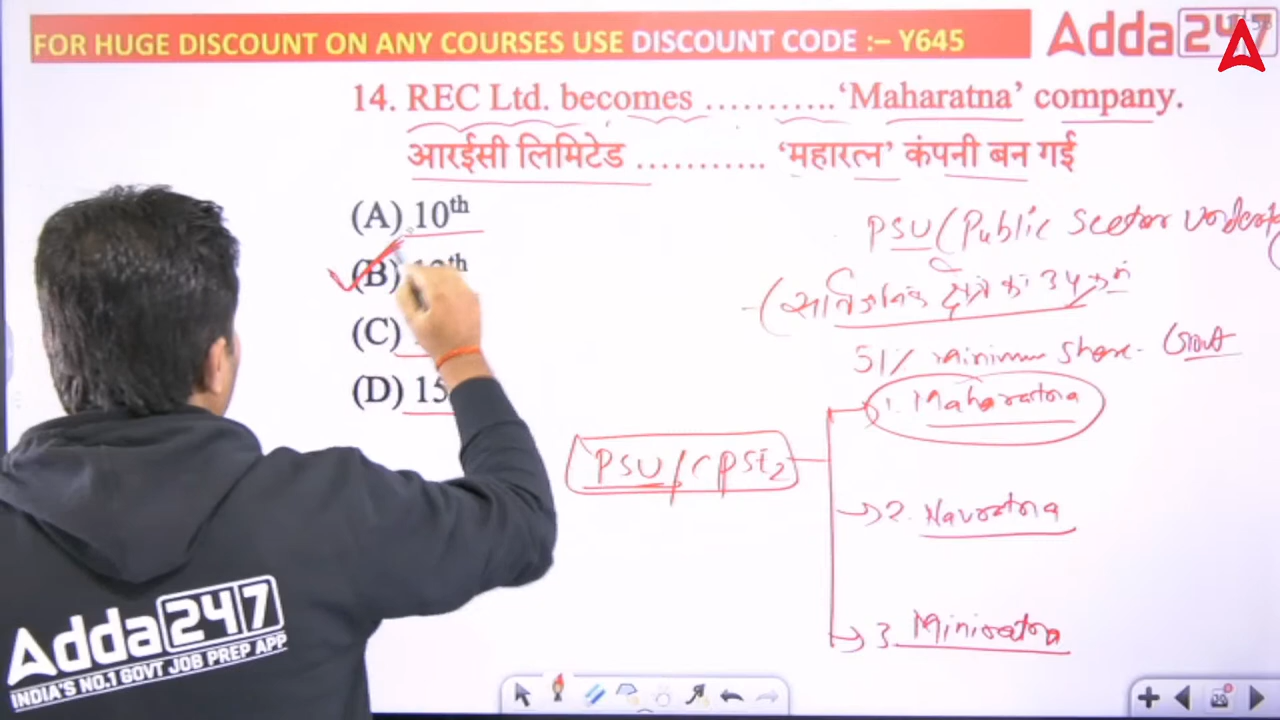 FOR HUGE DISCOUNT ON ANY COURSES USE DISCOUNT CODE :– Y645
Adda247
14. REC Ltd. becomes ………… ‘Maharatna’ company.
आरईसी लिमिटेड ………… ‘महारत्न’ कंपनी बन गई
(A) 10th
(B)
(C)
(D) 15
PSU (Public Sector
51% minimum share - Govt
1. Maharatna
PSU/CPSE
2. Navratna
3. Miniratna
Adda247
INDIA'S NO.1 GOVT JOB PREP APP